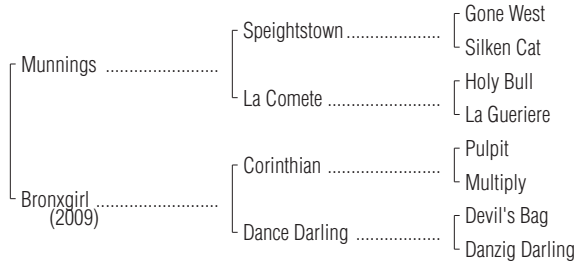 Gone West
Speightstown
Silken Cat
Munnings
Holy Bull
La Comete
La Gueriere
Pulpit
Corinthian
Multiply
Bronxgirl
(2009)
Devil's Bag
Dance Darling
Danzig Darling